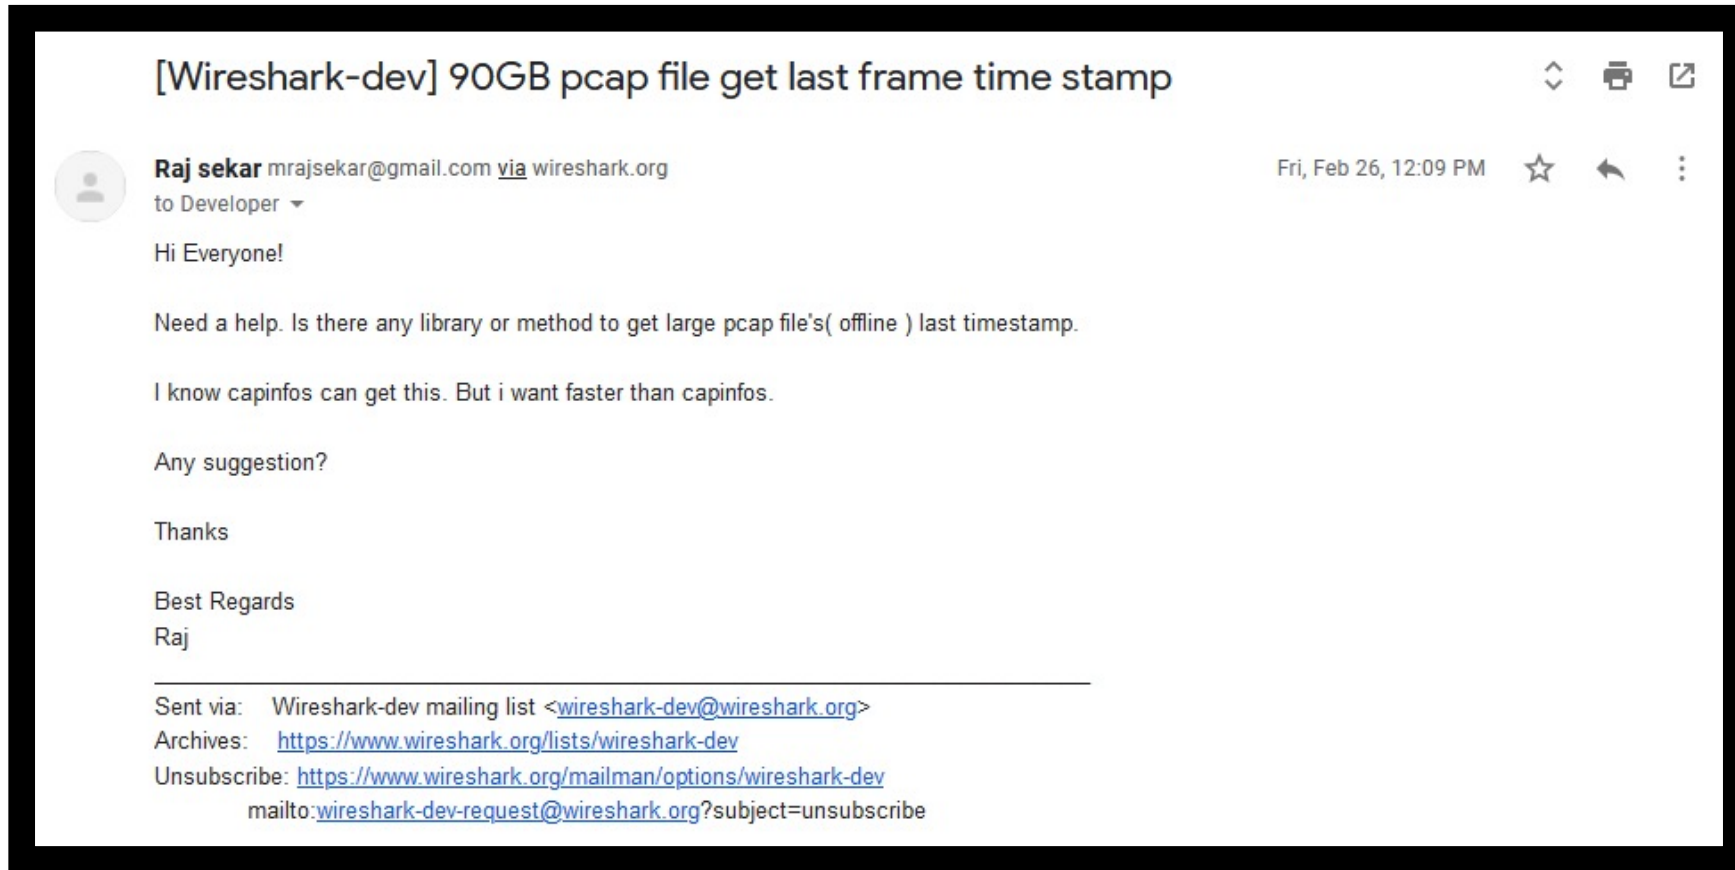 [Wireshark-dev] 90GB pcap file get last frame time stamp
Raj sekar mrajsekar@gmail.com via wireshark.org
Fri, Feb 26, 12:09 PM
to Developer
Hi Everyone!
Need a help. Is there any library or method to get large pcap file's( offline ) last timestamp.
I know capinfos can get this. But i want faster than capinfos.
Any suggestion?
Thanks
Best Regards
Raj
Sent via: Wireshark-dev mailing list <wireshark-dev@wireshark.org>
Archives: https://www.wireshark.org/lists/wireshark-dev
Unsubscribe: https://www.wireshark.org/mailman/options/wireshark-dev
mailto:wireshark-dev-request@wireshark.org?subject=unsubscribe